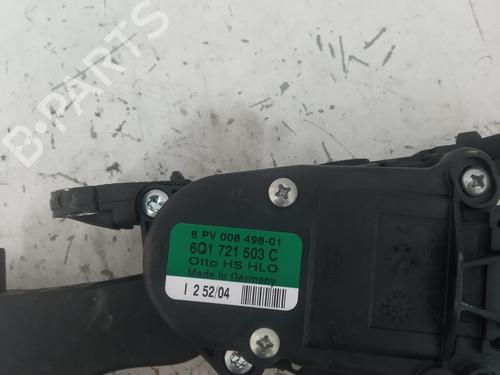 B-PARTS
6 PV 008 496-01
6Q1 721 503 C
Otto HS HLO
Made in Germany
I 2 52/04